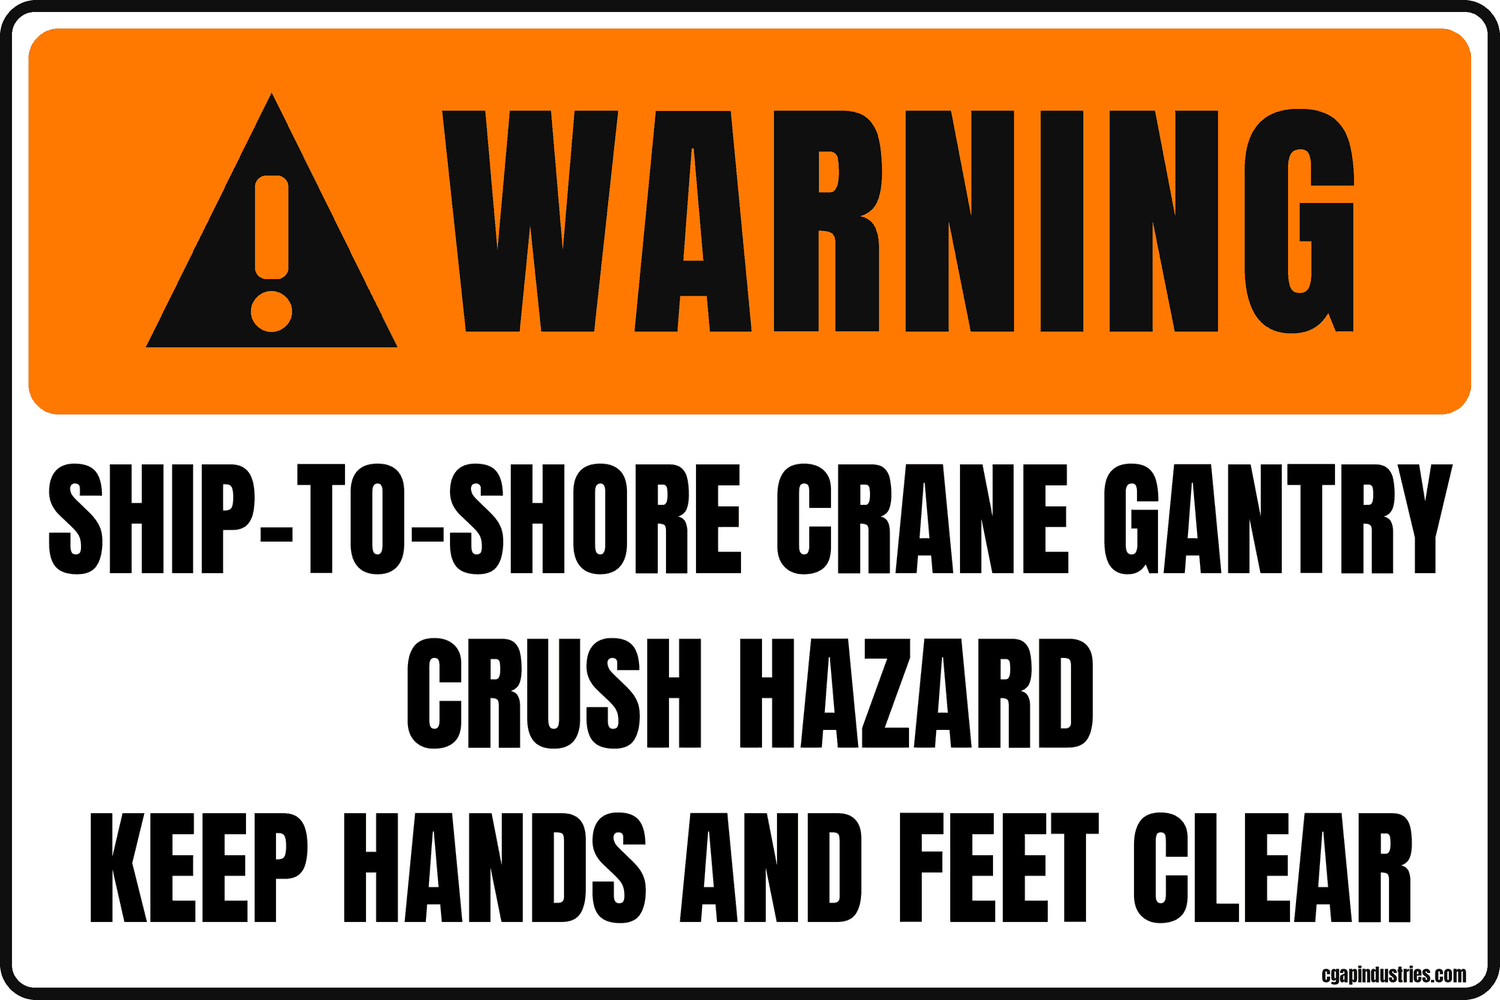 WARNING
SHIP-TO-SHORE CRANE GANTRY
CRUSH HAZARD
KEEP HANDS AND FEET CLEAR
cgapindustries.com